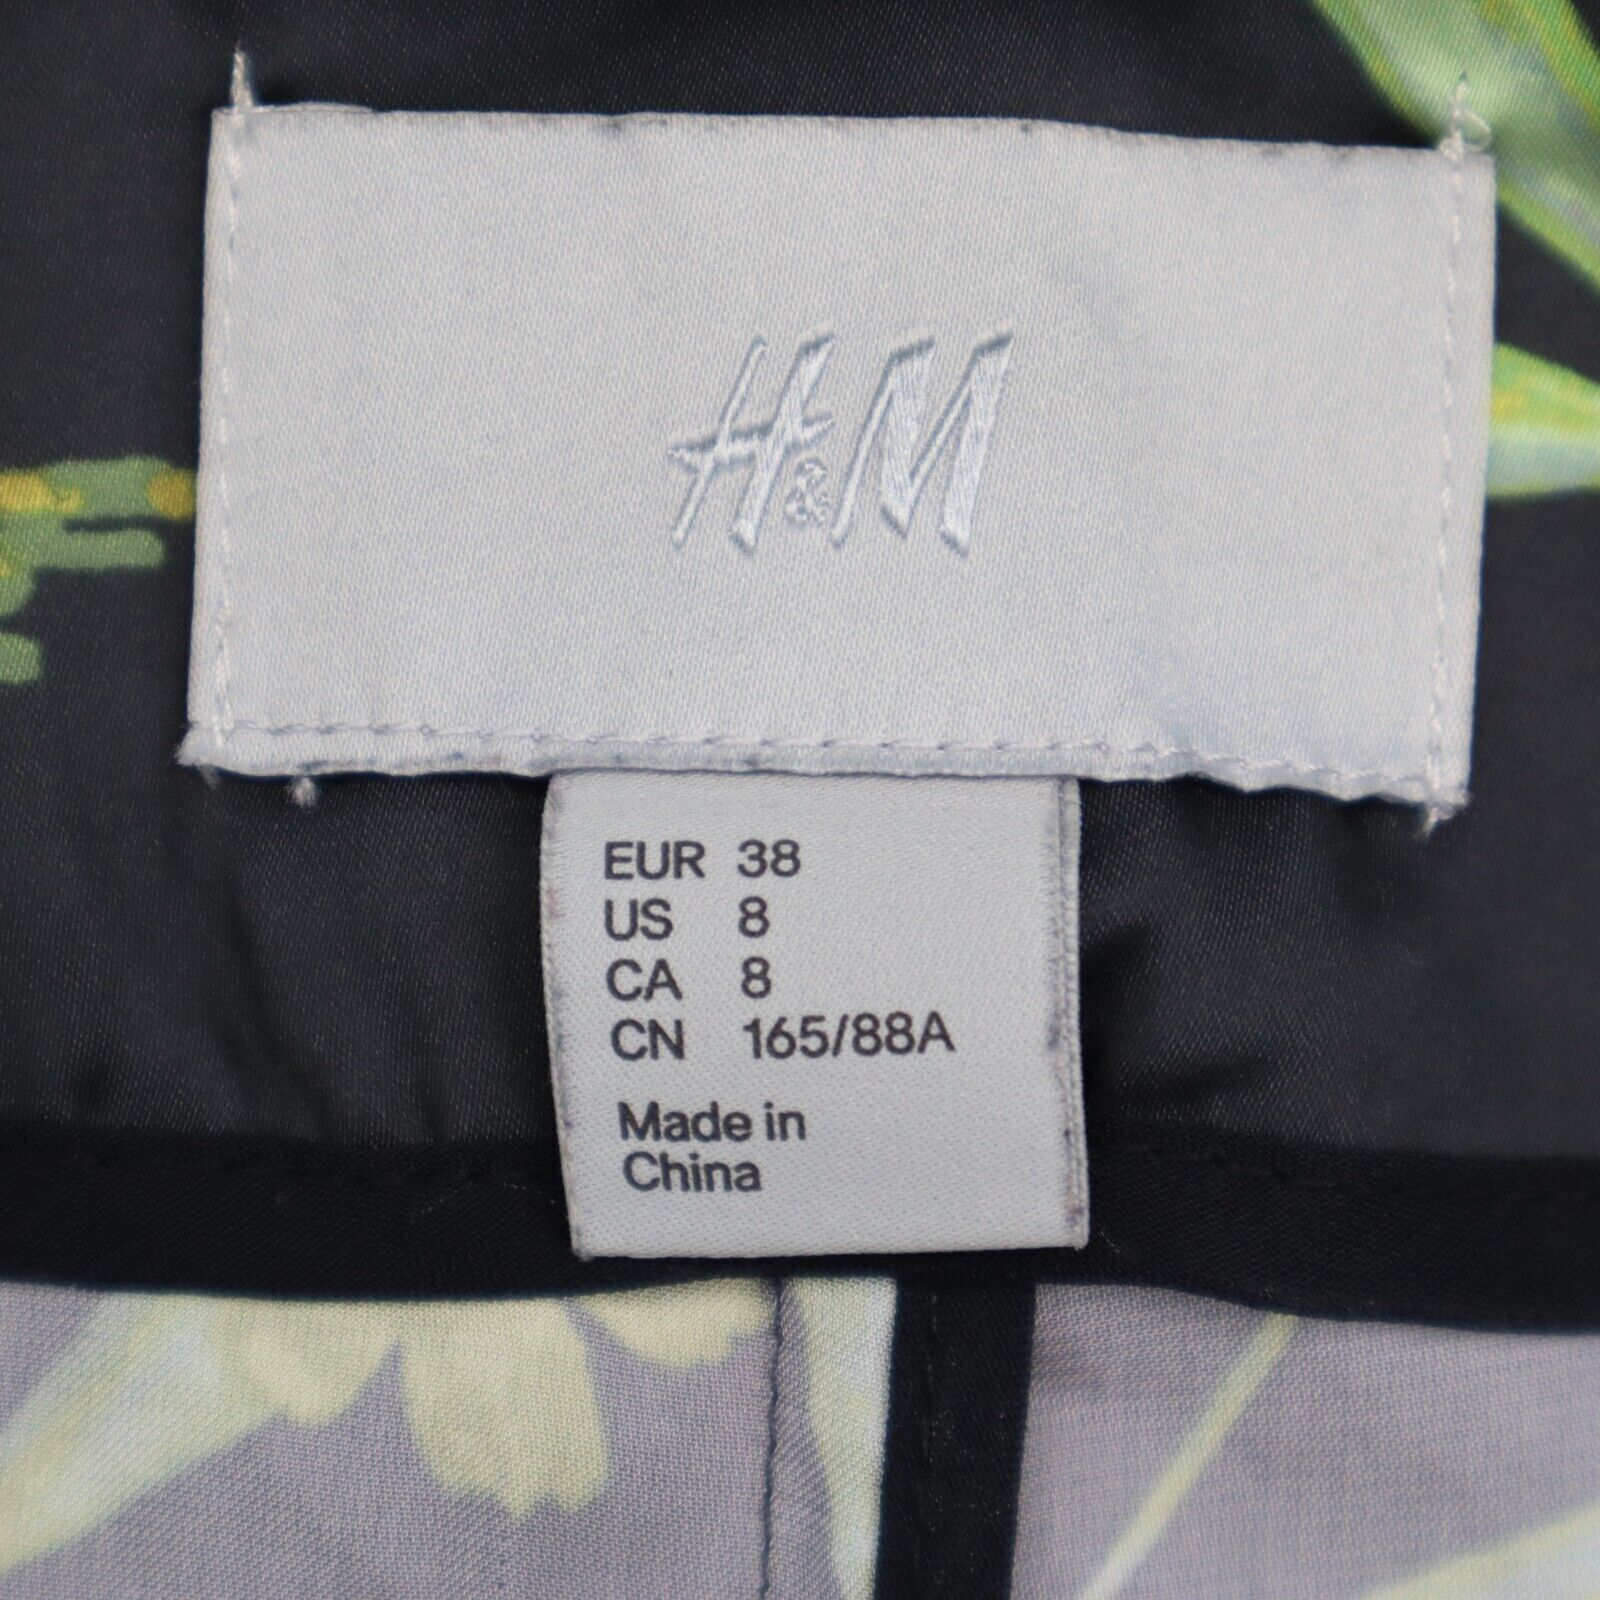 H&M
EUR 38
US 8
CA 8
CN 165/88A
Made in
China